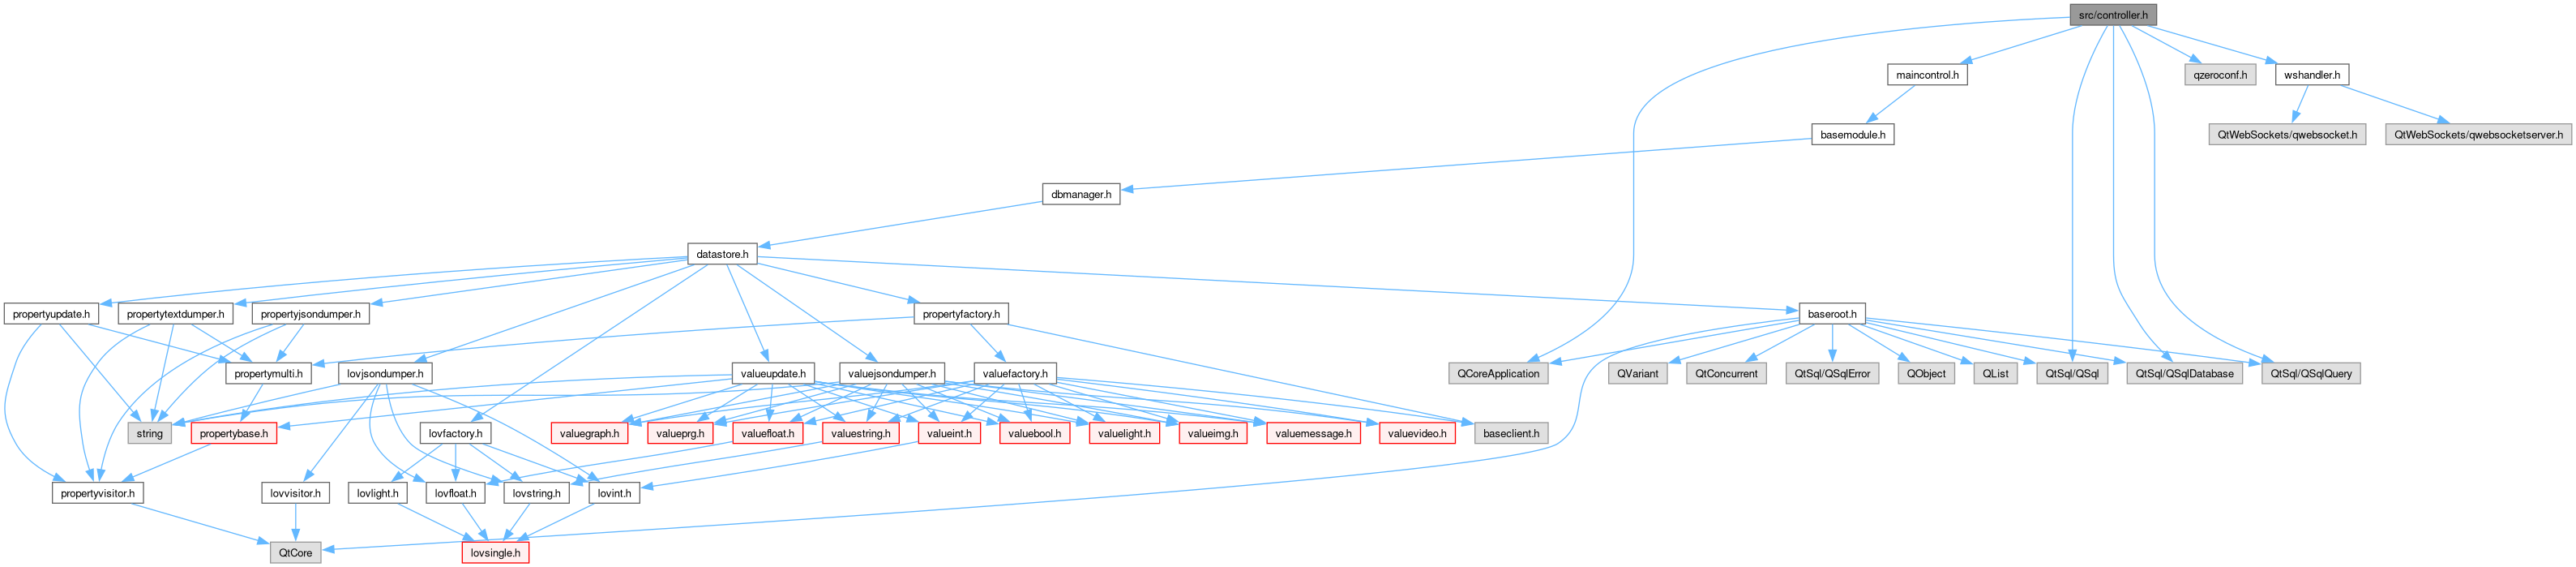 src/controller.h
maincontrol.h
qzeroconf.h
wshandler.h
basemodule.h
QtWebSockets/qwebsocket.h
QtWebSockets/qwebsocketserver.h
dbmanager.h
datastore.h
propertyupdate.h
propertytextdumper.h
propertyjsondumper.h
propertyfactory.h
baseroot.h
propertymulti.h
lovjsondumper.h
valueupdate.h
valuejsondumper.h
valuefactory.h
QCoreApplication
QVariant
QtConcurrent
QtSql/QSqlError
QObject
QList
QtSql/QSql
QtSql/QSqlDatabase
QtSql/QSqlQuery
string
propertybase.h
lovfactory.h
valuegraph.h
valueprg.h
valuefloat.h
valuestring.h
valueint.h
valuebool.h
valuelight.h
valueimg.h
valuemessage.h
valuevideo.h
baseclient.h
propertyvisitor.h
lovvisitor.h
lovlight.h
lovfloat.h
lovstring.h
lovint.h
QtCore
lovsingle.h